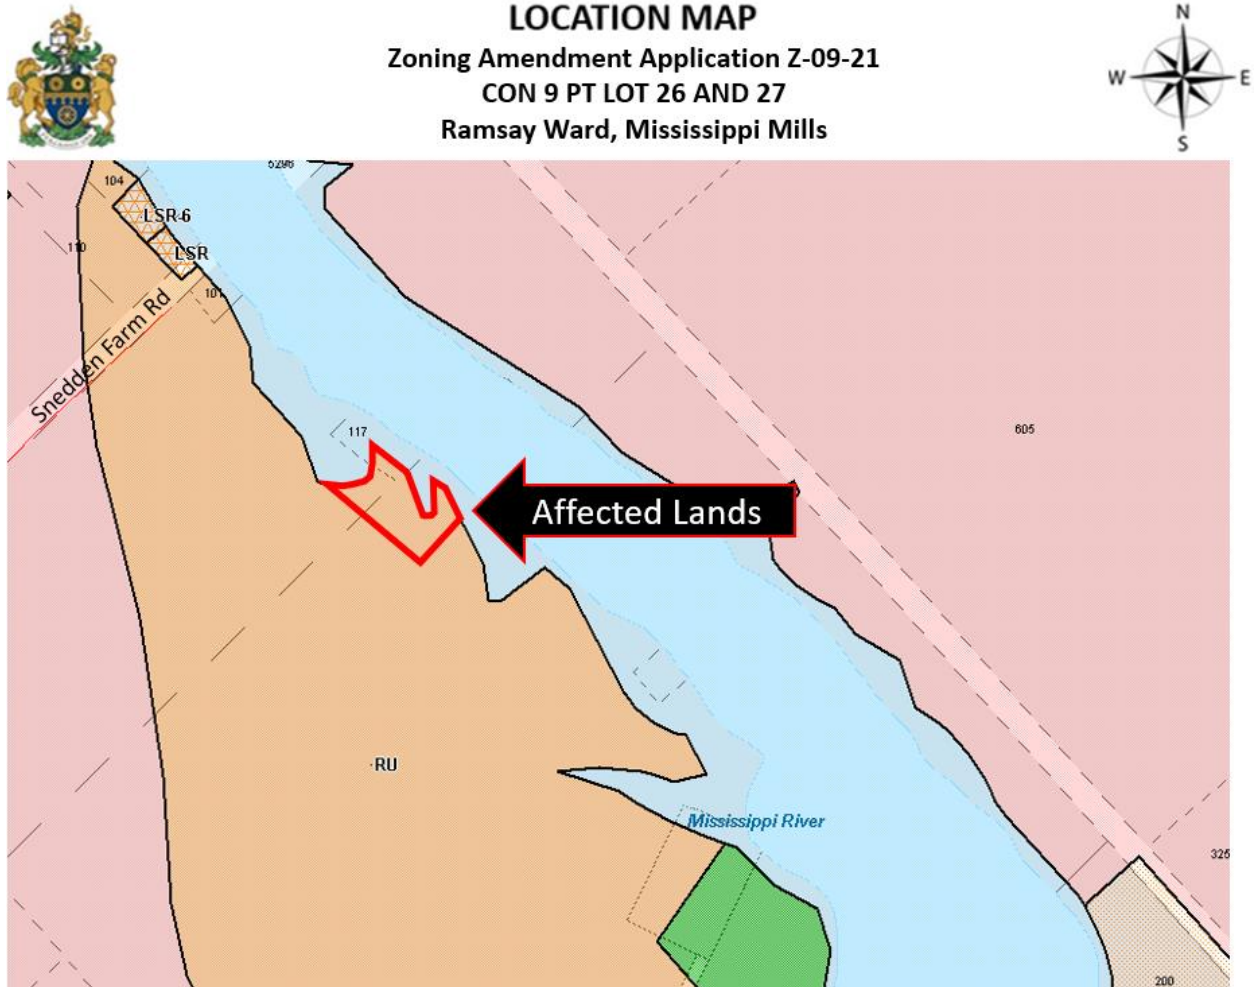 LOCATION MAP
Zoning Amendment Application Z-09-21
CON 9 PT LOT 26 AND 27
Ramsay Ward, Mississippi Mills
N
W
E
S
5296
104
LSR-6
110
LSR
101
Snedden Farm Rd
117
605
Affected Lands
RU
Mississippi River
325
200